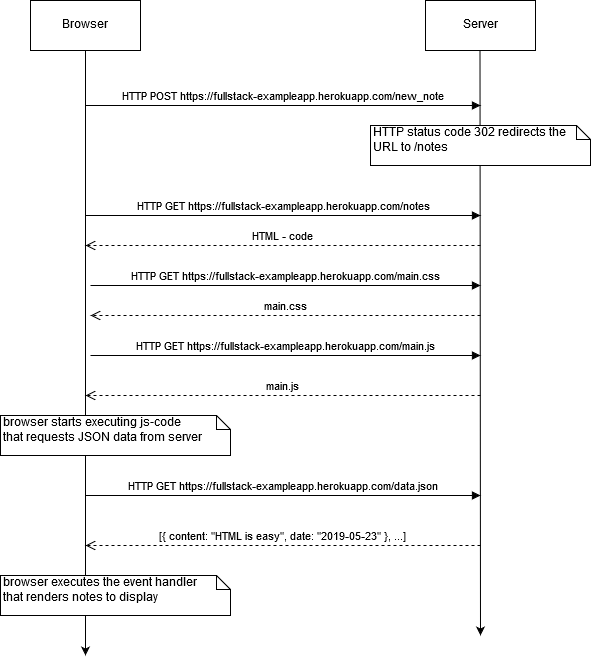 Browser
Server
HTTP POST https://fullstack-exampleapp.herokuapp.com/new_note
HTTP status code 302 redirects the
URL to /notes
HTTP GET https://fullstack-exampleapp.herokuapp.com/notes
HTML - code
HTTP GET https://fullstack-exampleapp.herokuapp.com/main.css
main.css
HTTP GET https://fullstack-exampleapp.herokuapp.com/main.js
main.js
browser starts executing js-code
that requests JSON data from server
HTTP GET https://fullstack-exampleapp.herokuapp.com/data.json
[{ content: "HTML is easy", date: "2019-05-23" }, ...]
browser executes the event handler
that renders notes to display